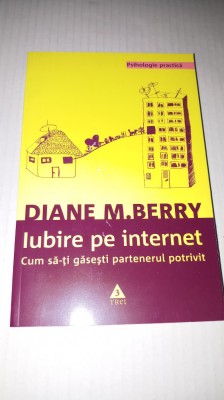 Psihologie practică
DIANE M.BERRY
Iubire pe internet
Cum să-ți găsești partenerul potrivit
3
TREI